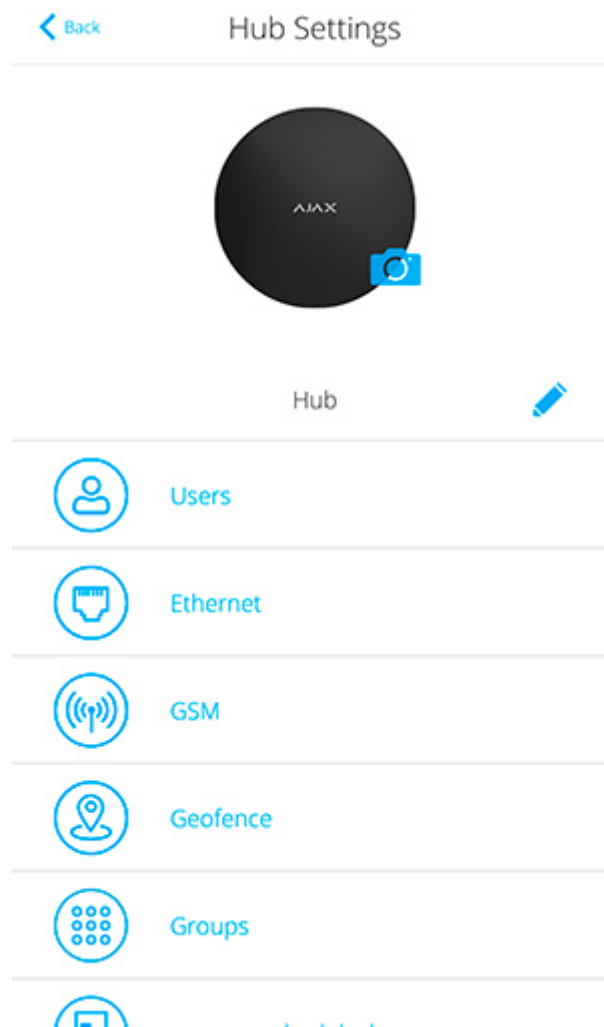 Back
Hub Settings
AJAX
Hub
Users
Ethernet
GSM
Geofence
Groups